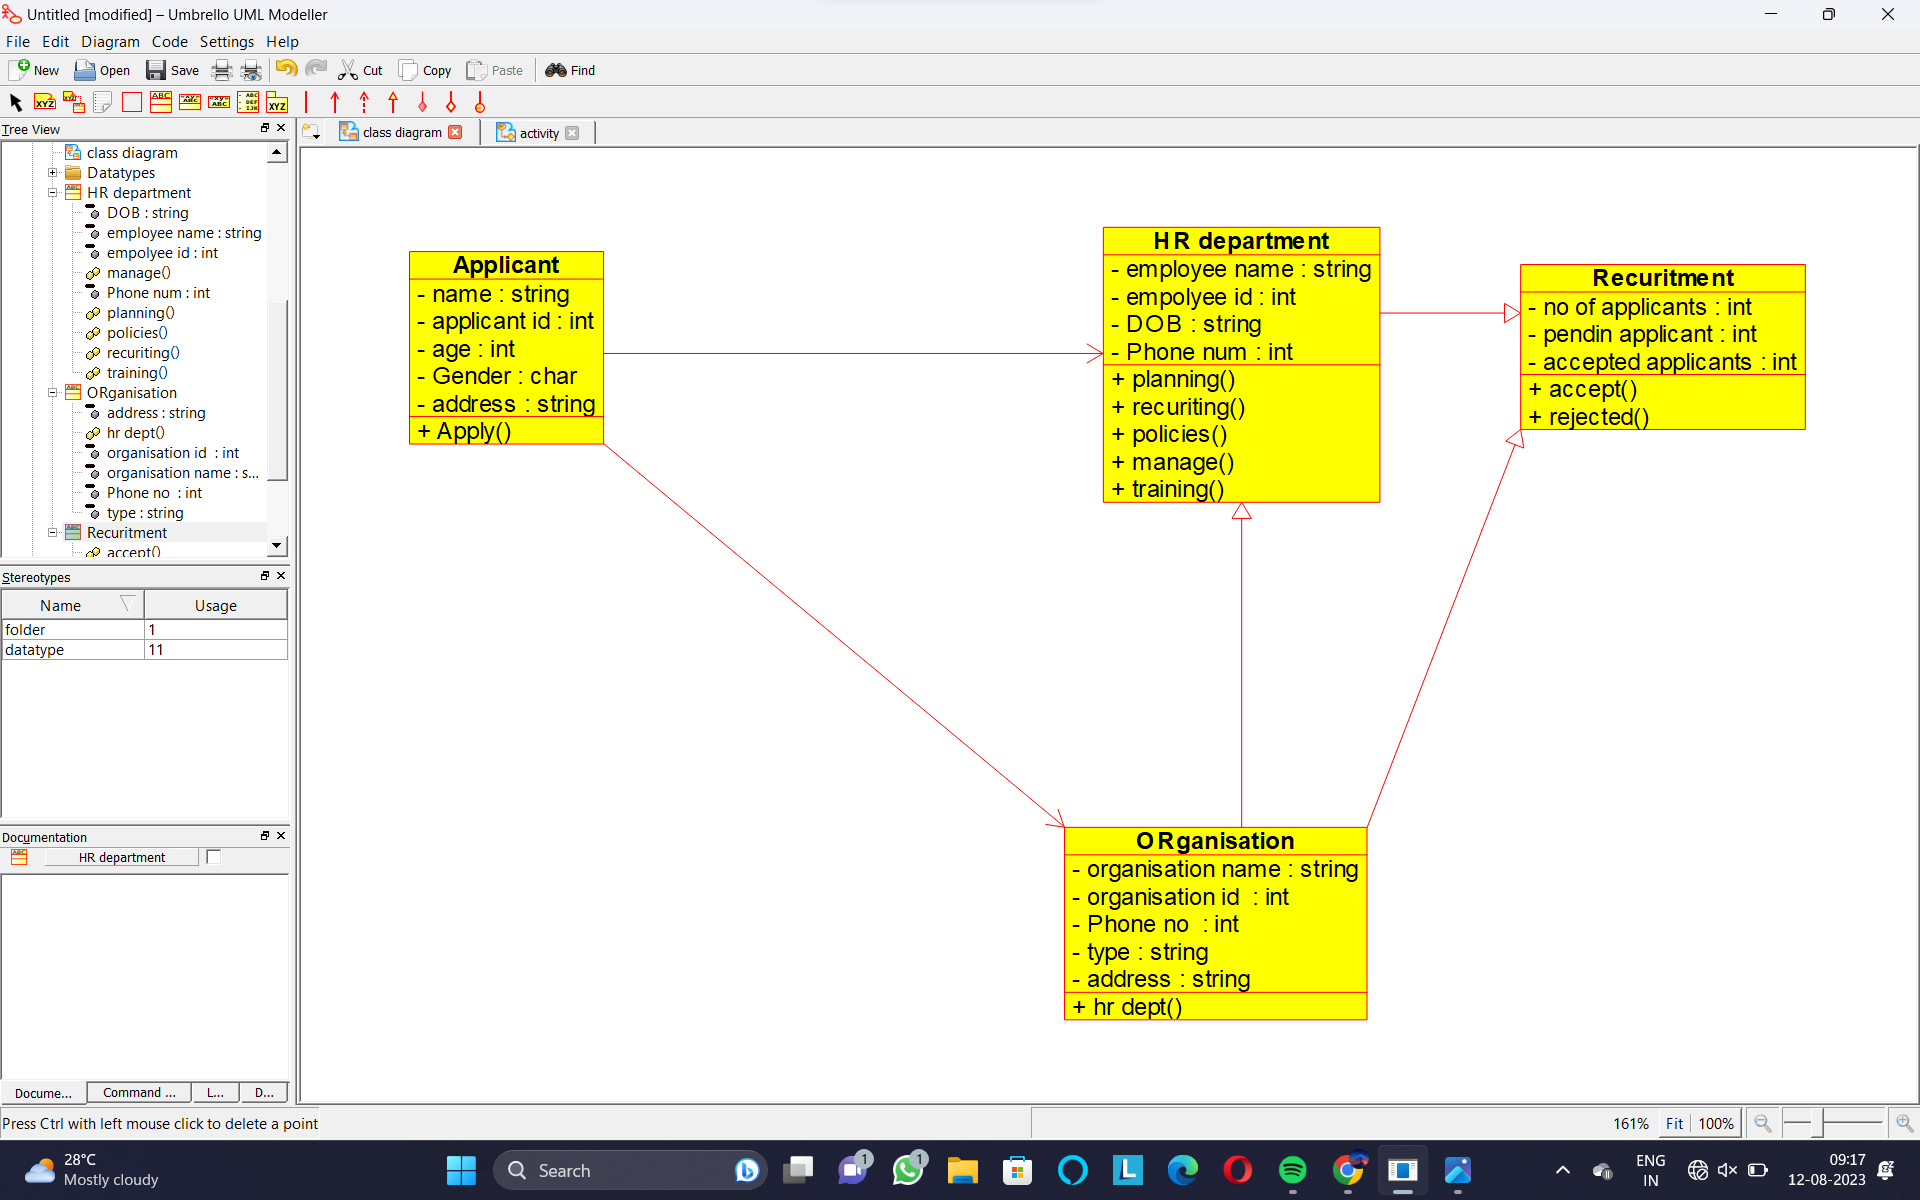 Untitled [modified] – Umbrello UML Modeller
File Edit Diagram Code Settings Help
New Open Save Cut Copy Paste Find
Tree View
class diagram
activity
class diagram
Datatypes
HR department
DOB : string
employee name : string
empolyee id : int
manage()
Phone num : int
planning()
policies()
recuriting()
training()
ORganisation
address : string
hr dept()
organisation id  : int
organisation name : s...
Phone no  : int
type : string
Recuritment
accept()
Stereotypes
Name Usage
folder 1
datatype 11
Documentation
HR department
Docume... Command ... L... D...
Applicant
- name : string
- applicant id : int
- age : int
- Gender : char
- address : string
+ Apply()
HR department
- employee name : string
- empolyee id : int
- DOB : string
- Phone num : int
+ planning()
+ recuriting()
+ policies()
+ manage()
+ training()
Recuritment
- no of applicants : int
- pendin applicant : int
- accepted applicants : int
+ accept()
+ rejected()
ORganisation
- organisation name : string
- organisation id  : int
- Phone no  : int
- type : string
- address : string
+ hr dept()
Press Ctrl with left mouse click to delete a point
161% Fit 100%
28°C
Mostly cloudy
Search
1
1
ENG
IN
09:17
12-08-2023